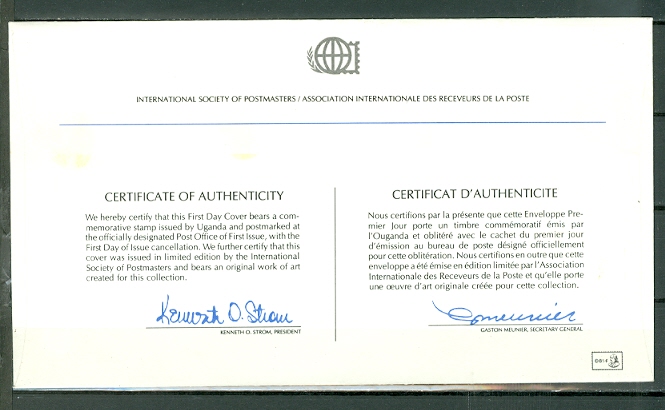 INTERNATIONAL SOCIETY OF POSTMASTERS / ASSOCIATION INTERNATIONALE DES RECEVEURS DE LA POSTE
CERTIFICATE OF AUTHENTICITY
We hereby certify that this First Day Cover bears a com-
memorative stamp issued by Uganda and postmarked at
the officially designated Post Office of First Issue, with the
First Day of Issue cancellation. We further certify that this
cover was issued in limited edition by the International
Society of Postmasters and bears an original work of art
created for this collection.
Kenneth O. Strom
KENNETH O. STROM, PRESIDENT
CERTIFICAT D'AUTHENTICITE
Nous certifions par la présente que cette Enveloppe Pre-
mier Jour porte un timbre commémoratif émis par
l'Ouganda et oblitéré avec le cachet du premier jour
d'émission au bureau de poste désigné officiellement
pour cette oblitération. Nous certifions en outre que cette
enveloppe a été émise en édition limitée par l'Association
Internationale des Receveurs de la Poste et qu'elle porte
une œuvre d'art originale créée pour cette collection.
GMeunier
GASTON MEUNIER, SECRETARY GENERAL